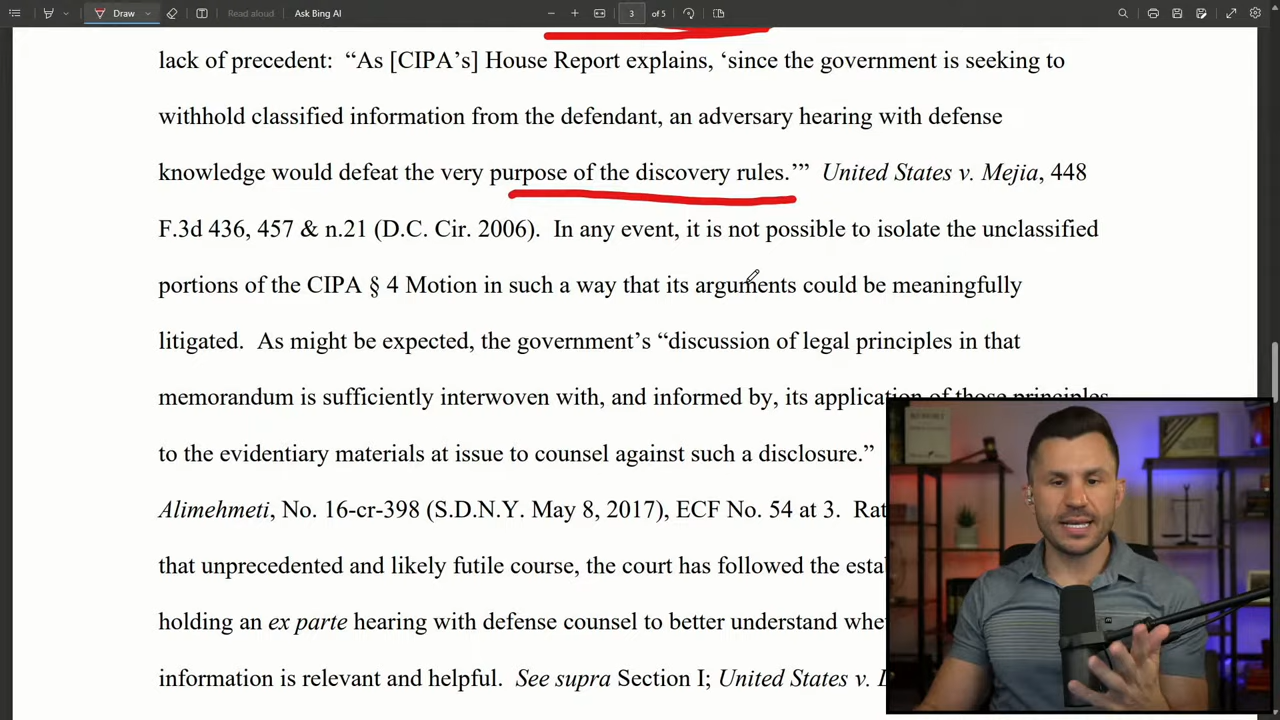 Draw
Read aloud
Ask Bing AI
3
of 5
lack of precedent: “As [CIPA’s] House Report explains, ‘since the government is seeking to
withhold classified information from the defendant, an adversary hearing with defense
knowledge would defeat the very purpose of the discovery rules.’” United States v. Mejia, 448
F.3d 436, 457 & n.21 (D.C. Cir. 2006). In any event, it is not possible to isolate the unclassified
portions of the CIPA § 4 Motion in such a way that its arguments could be meaningfully
litigated. As might be expected, the government’s “discussion of legal principles in that
memorandum is sufficiently interwoven with, and informed by, its application of those principles
to the evidentiary materials at issue to counsel against such a disclosure.”
Alimehmeti, No. 16-cr-398 (S.D.N.Y. May 8, 2017), ECF No. 54 at 3.
that unprecedented and likely futile course, the court has followed the
holding an ex parte hearing with defense counsel to better understand
information is relevant and helpful. See supra Section I; United States v.